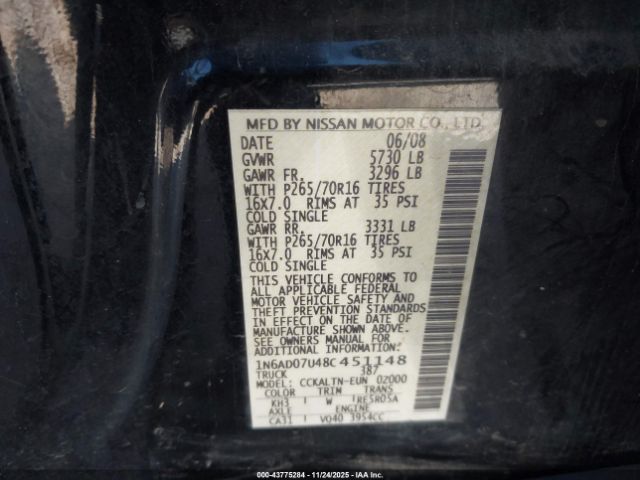 MFD BY NISSAN MOTOR CO., LTD.
DATE 06/08
GVWR 5730 LB
GAWR FR. 3296 LB
WITH P265/70R16 TIRES
16x7.0 RIMS AT 35 PSI
COLD SINGLE
GAWR RR. 3331 LB
WITH P265/70R16 TIRES
16x7.0 RIMS AT 35 PSI
COLD SINGLE
THIS VEHICLE CONFORMS TO
ALL APPLICABLE FEDERAL
MOTOR VEHICLE SAFETY AND
THEFT PREVENTION STANDARDS
IN EFFECT ON THE DATE OF
MANUFACTURE SHOWN ABOVE.
SEE OWNERS MANUAL FOR
ADDITIONAL INFORMATION
1N6AD07U48C451148
TRUCK 387
MODEL: CCKALTN-EUN 02000
COLOR TRIM TRANS
KH3 W RE5R05A
AXLE ENGINE
CA31 VQ40 3954CC
000-43775284 - 11/24/2025 - IAA Inc.